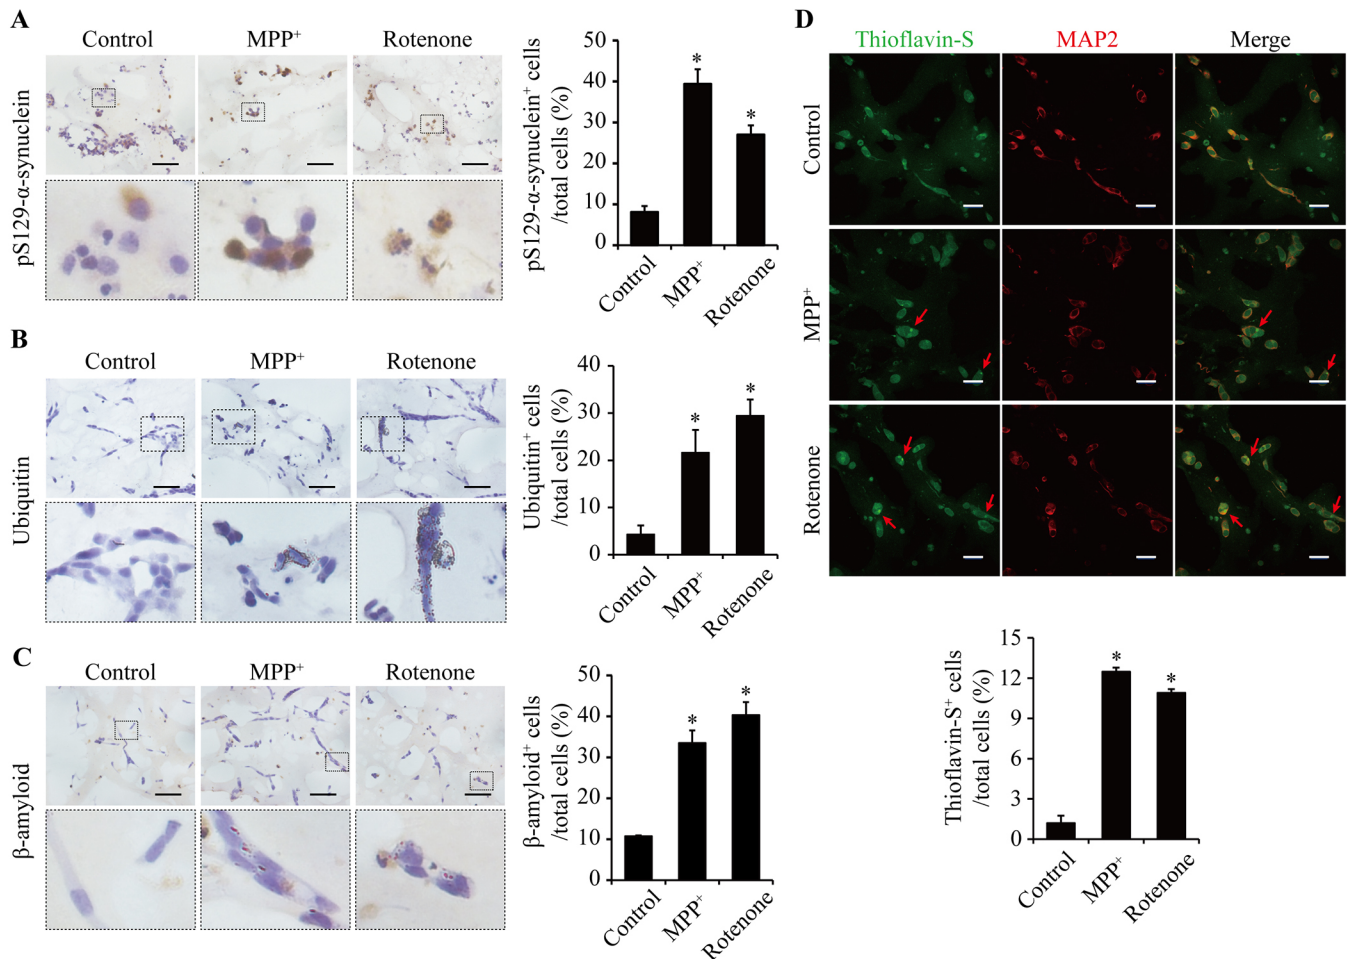 A
Control
MPP+
Rotenone
pS129-α-synuclein
pS129-α-synuclein+ cells
/total cells (%)
50
40
30
20
10
0
*
*
Control
MPP+
Rotenone
B
Control
MPP+
Rotenone
Ubiquitin
Ubiquitin+ cells
/total cells (%)
40
30
20
10
0
*
*
Control
MPP+
Rotenone
C
Control
MPP+
Rotenone
β-amyloid
β-amyloid+ cells
/total cells (%)
50
40
30
20
10
0
*
*
Control
MPP+
Rotenone
D
Thioflavin-S
MAP2
Merge
Control
MPP+
Rotenone
Thioflavin-S+ cells
/total cells (%)
15
12
9
6
3
0
*
*
Control
MPP+
Rotenone